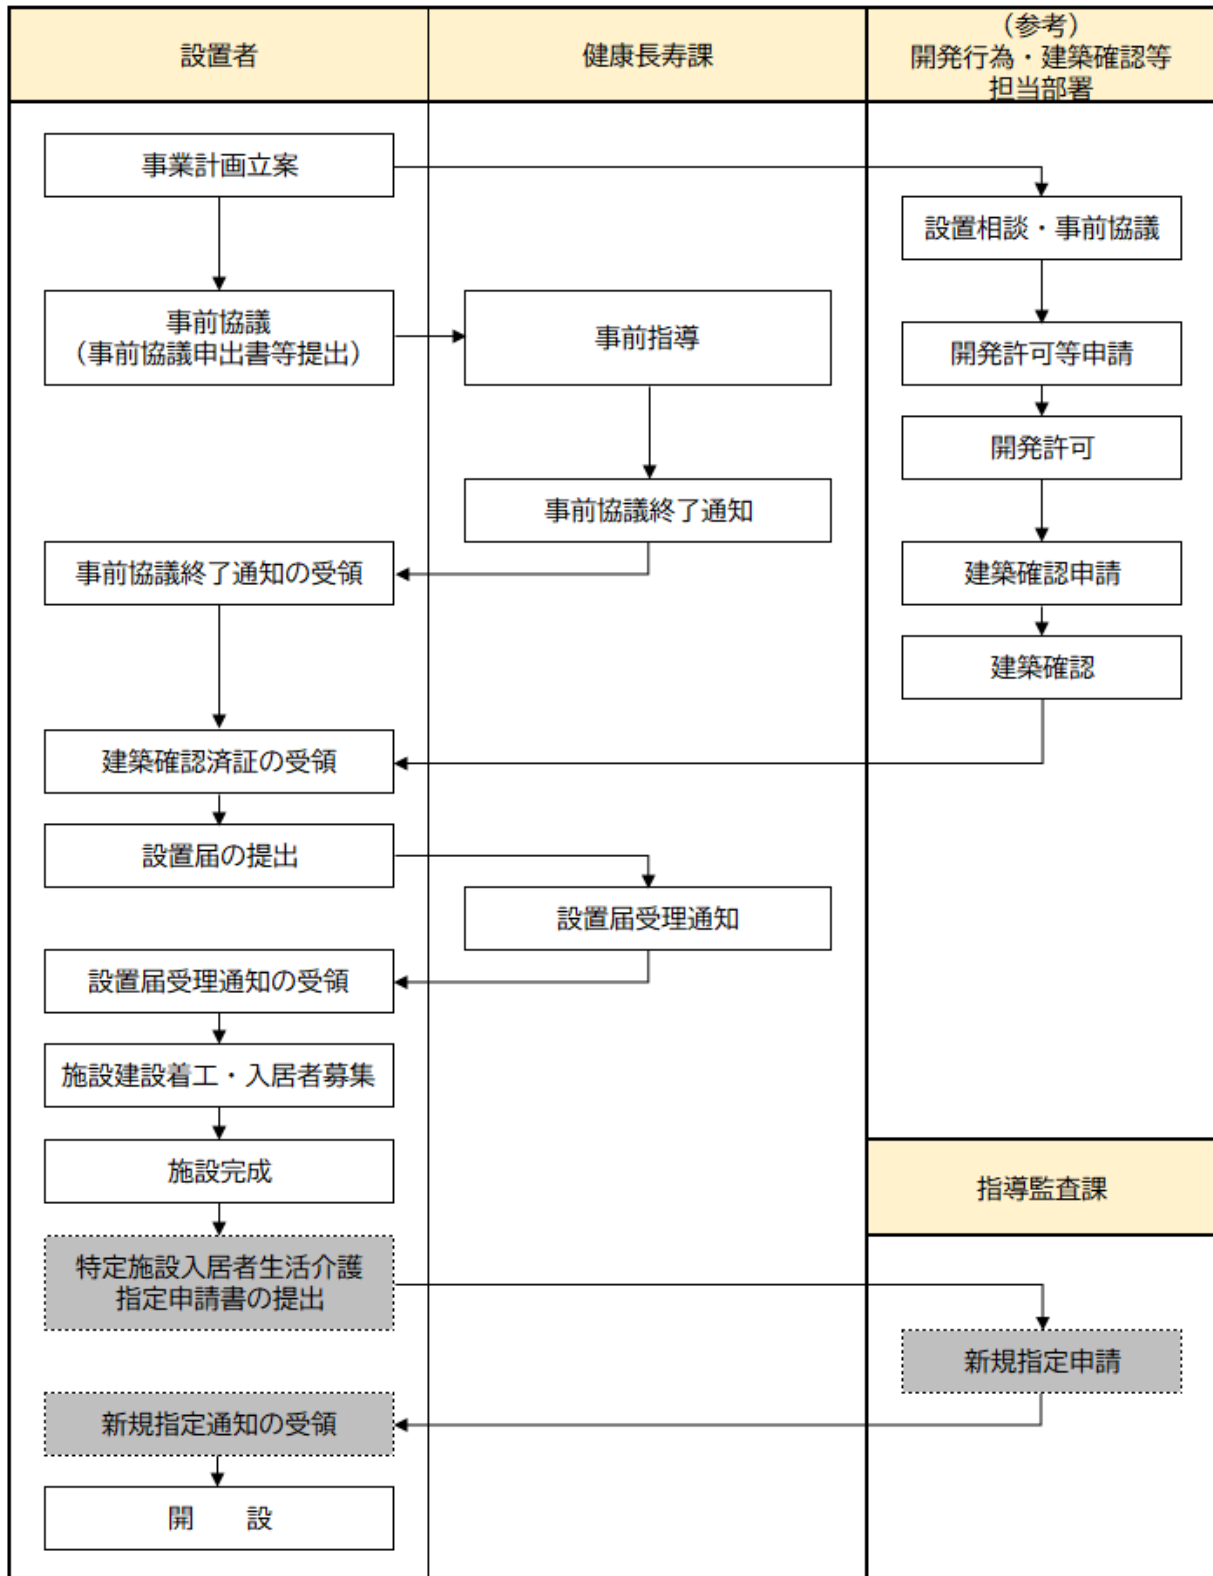 設置者
健康長寿課
（参考）
開発行為・建築確認等
担当部署
事業計画立案
設置相談・事前協議
事前協議
（事前協議申出書等提出）
事前指導
開発許可等申請
開発許可
事前協議終了通知
事前協議終了通知の受領
建築確認申請
建築確認
建築確認済証の受領
設置届の提出
設置届受理通知
設置届受理通知の受領
施設建設着工・入居者募集
施設完成
指導監査課
特定施設入居者生活介護
指定申請書の提出
新規指定申請
新規指定通知の受領
開　　設